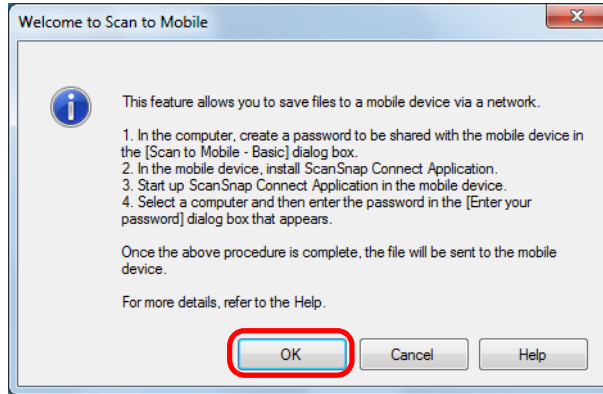 Welcome to Scan to Mobile
This feature allows you to save files to a mobile device via a network.
1. In the computer, create a password to be shared with the mobile device in
the [Scan to Mobile - Basic] dialog box.
2. In the mobile device, install ScanSnap Connect Application.
3. Start up ScanSnap Connect Application in the mobile device.
4. Select a computer and then enter the password in the [Enter your
password] dialog box that appears.
Once the above procedure is complete, the file will be sent to the mobile
device.
For more details, refer to the Help.
OK Cancel Help